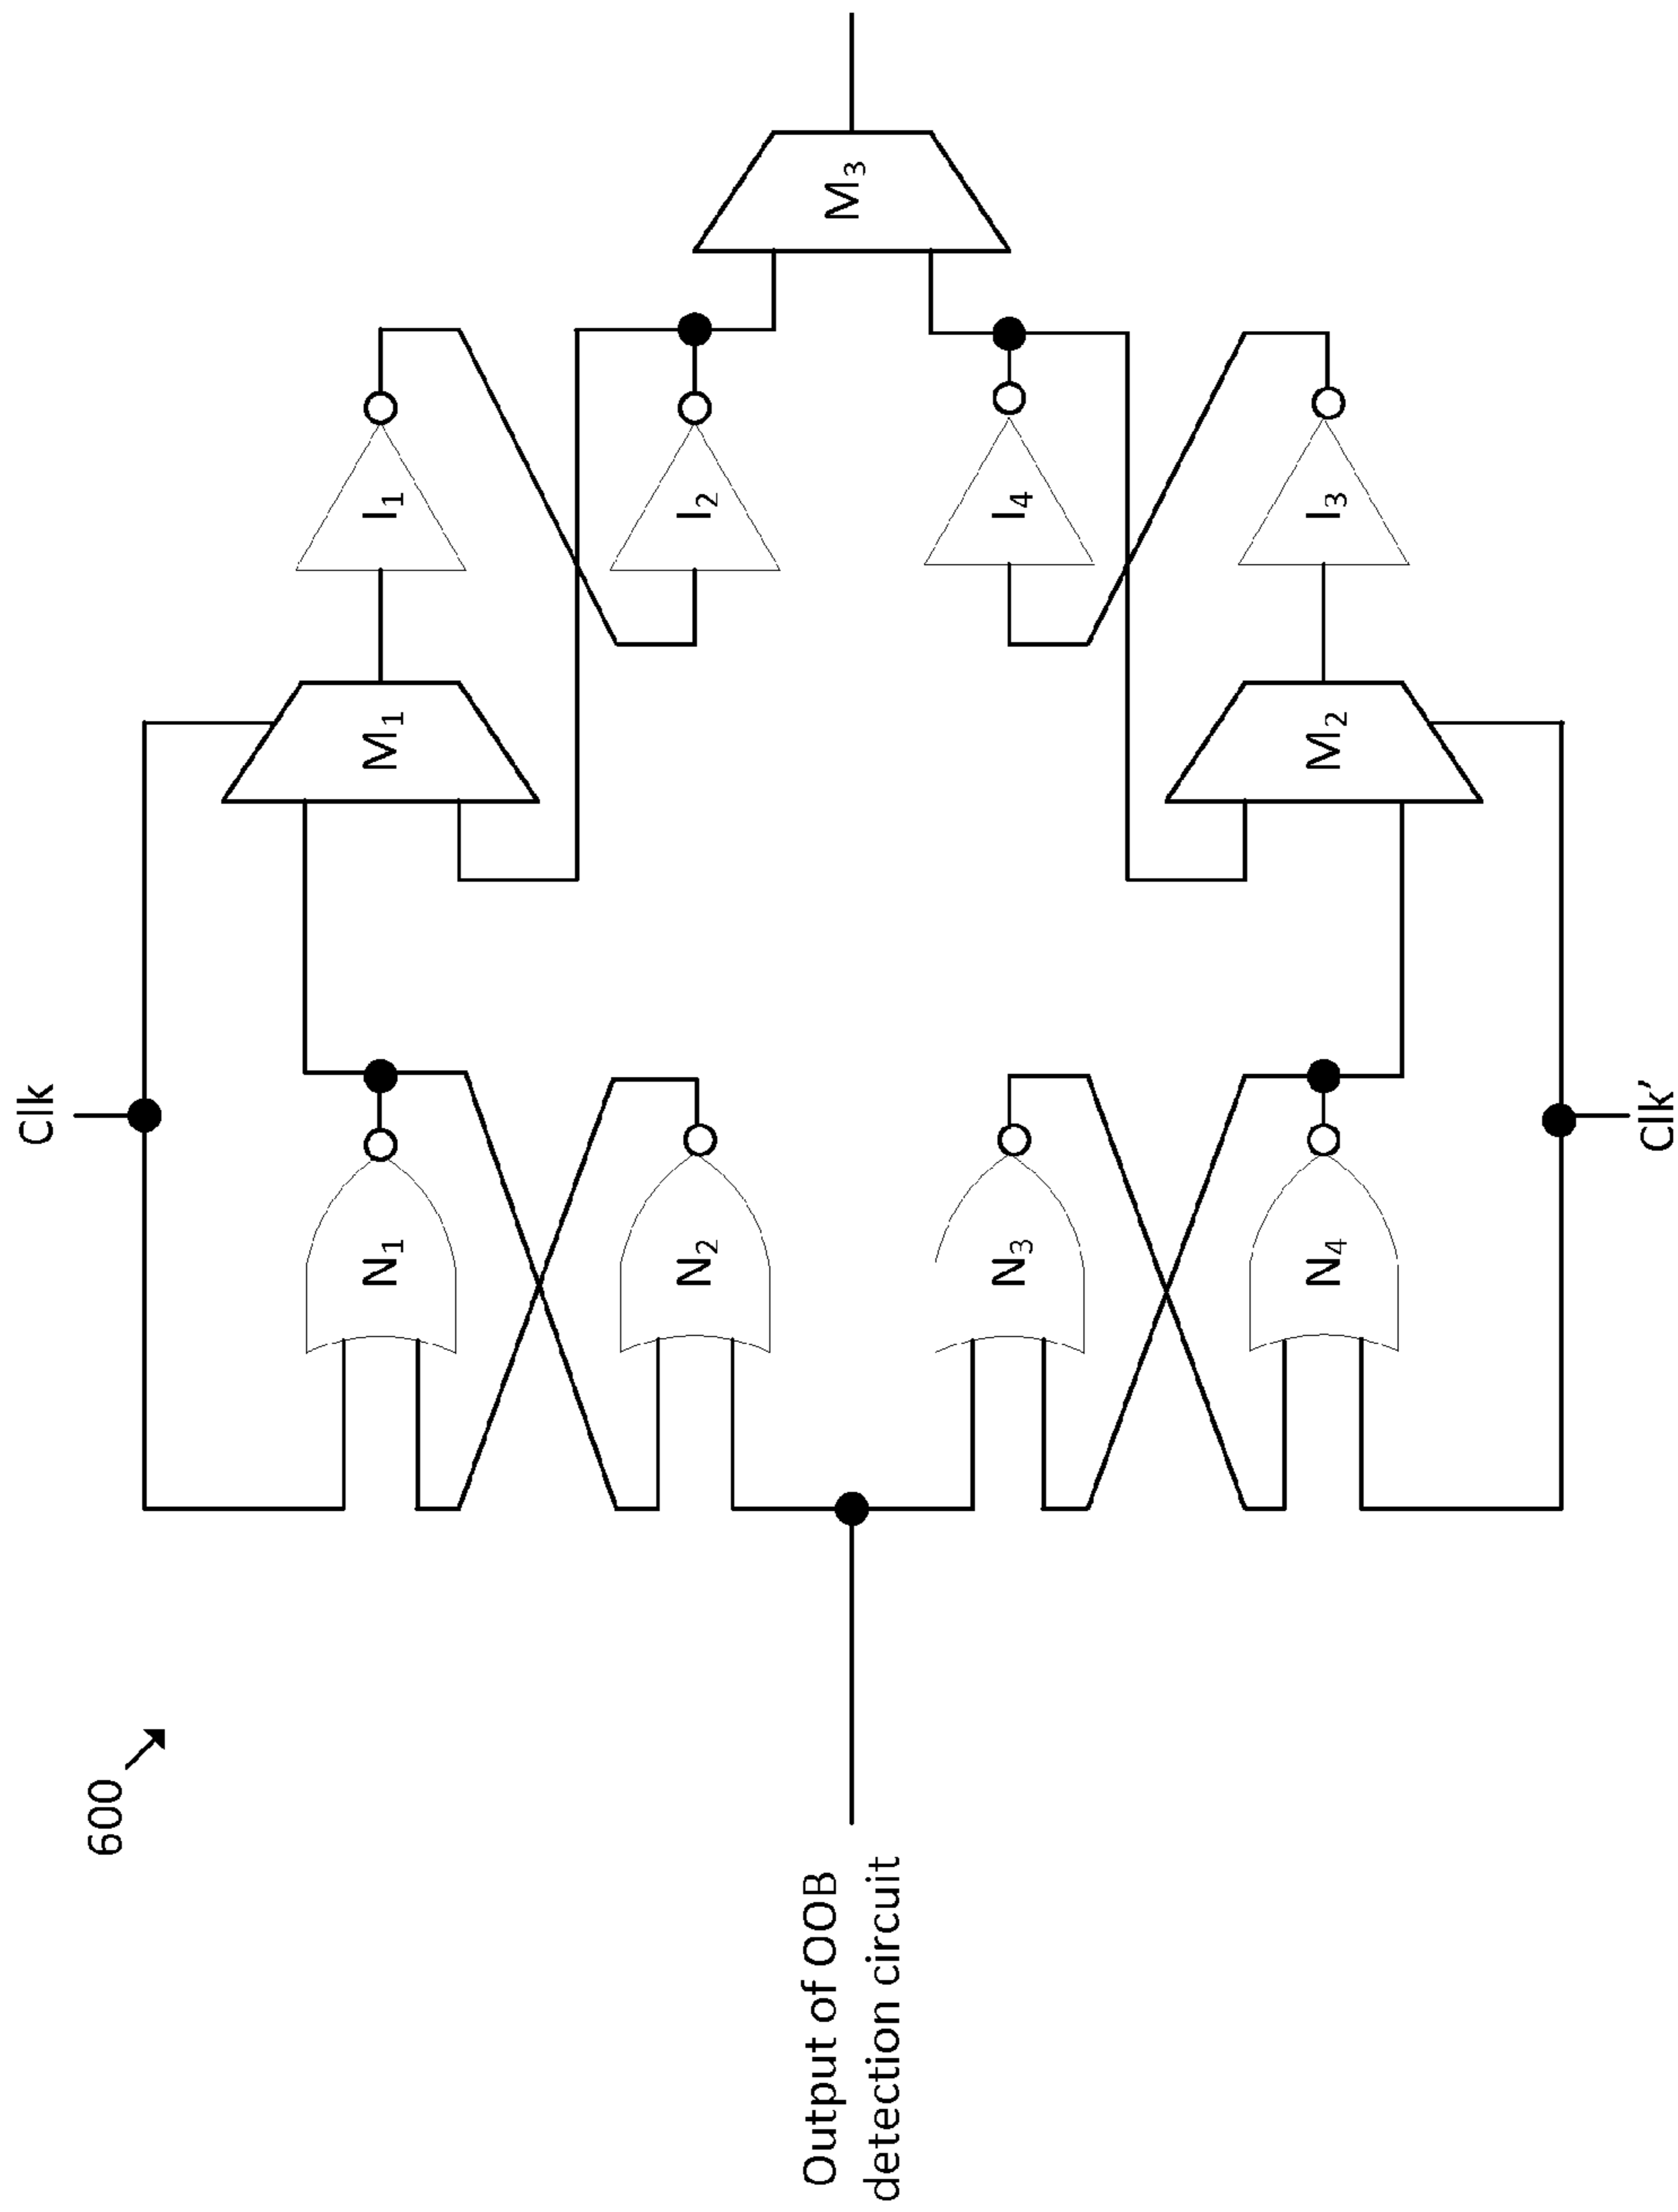 600
Clk
Output of OOB
detection circuit
N1
N2
N3
N4
M1
M2
I1
I2
I4
I3
M3
Clk'